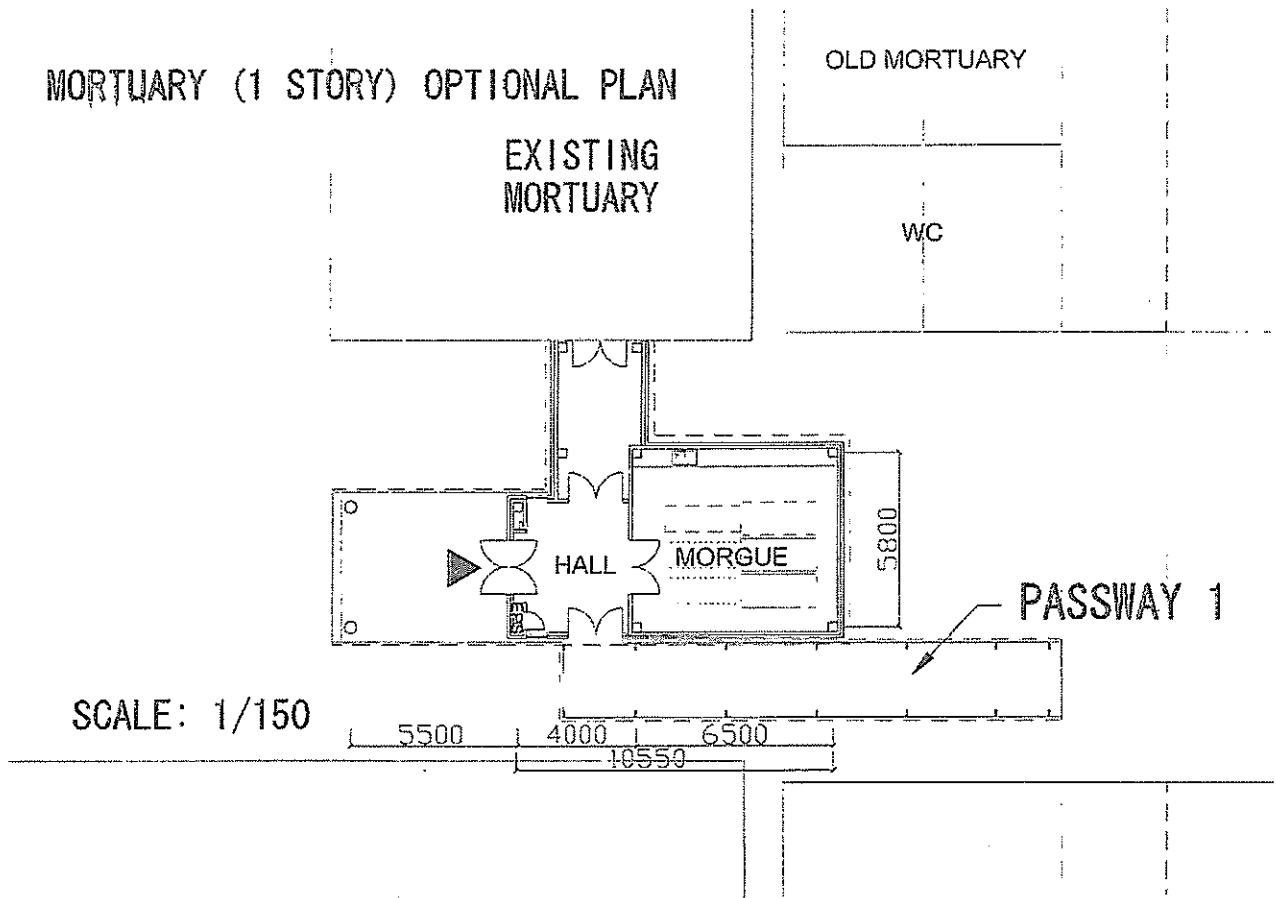 MORTUARY (1 STORY) OPTIONAL PLAN
OLD MORTUARY
EXISTING
MORTUARY
WC
HALL
MORGUE
5800
PASSWAY 1
SCALE: 1/150
5500
4000
6500
10550